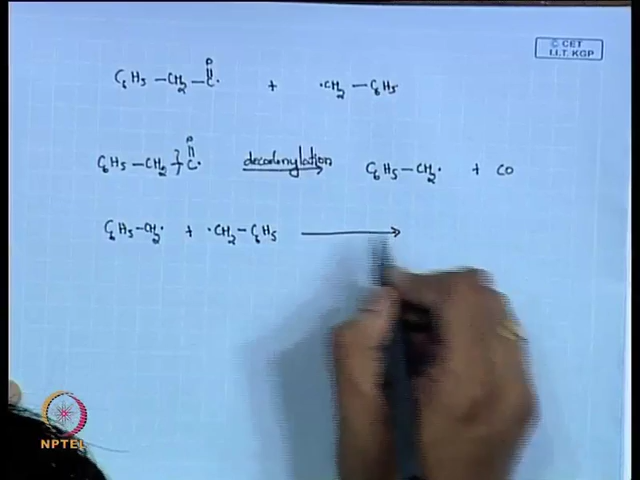 © CET
I.I.T. KGP
C6H5 — CH2 — C(=O)· + ·CH2 — C6H5
C6H5 — CH2 — C(=O)· decarbonylation → C6H5 — CH2· + CO
C6H5 — CH2· + ·CH2 — C6H5 →
NPTEL